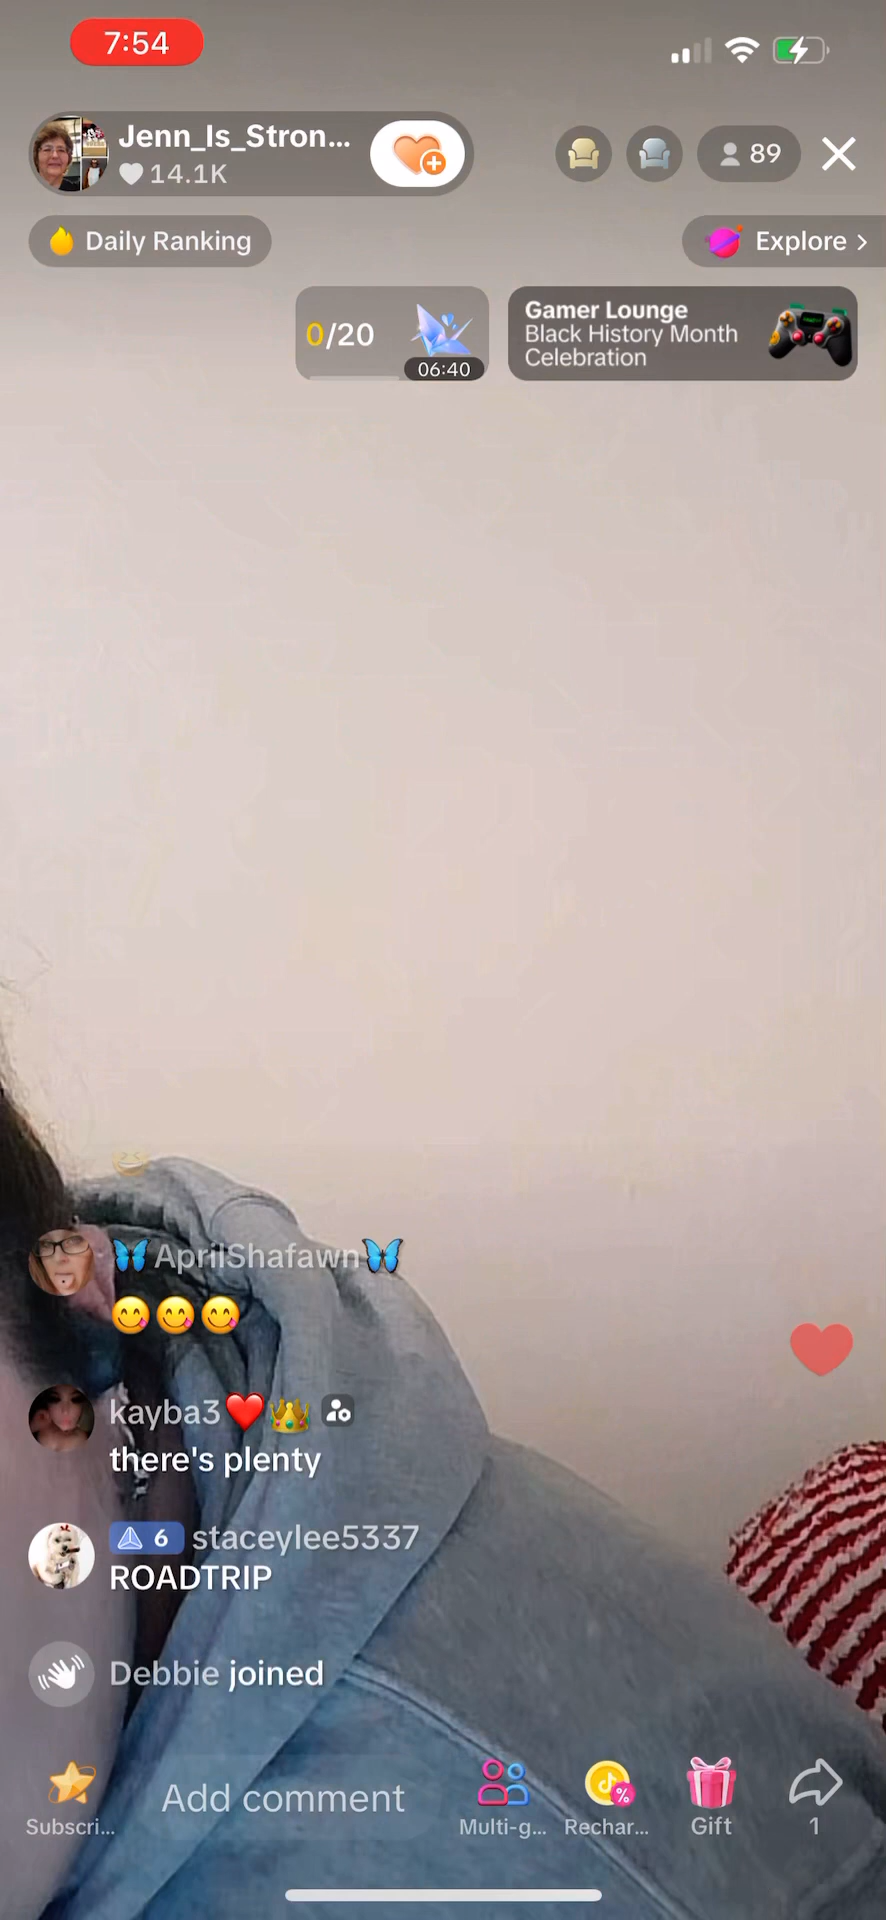 7:54
Jenn_Is_Stron...
14.1K
89
Daily Ranking
Explore >
0/20
06:40
Gamer Lounge
Black History Month
Celebration
🦋AprilShafawn🦋
😋😋😋
kayba3❤️👑
there's plenty
6 staceylee5337
ROADTRIP
Debbie joined
Subscri...
Add comment
Multi-g...
Rechar...
Gift
1